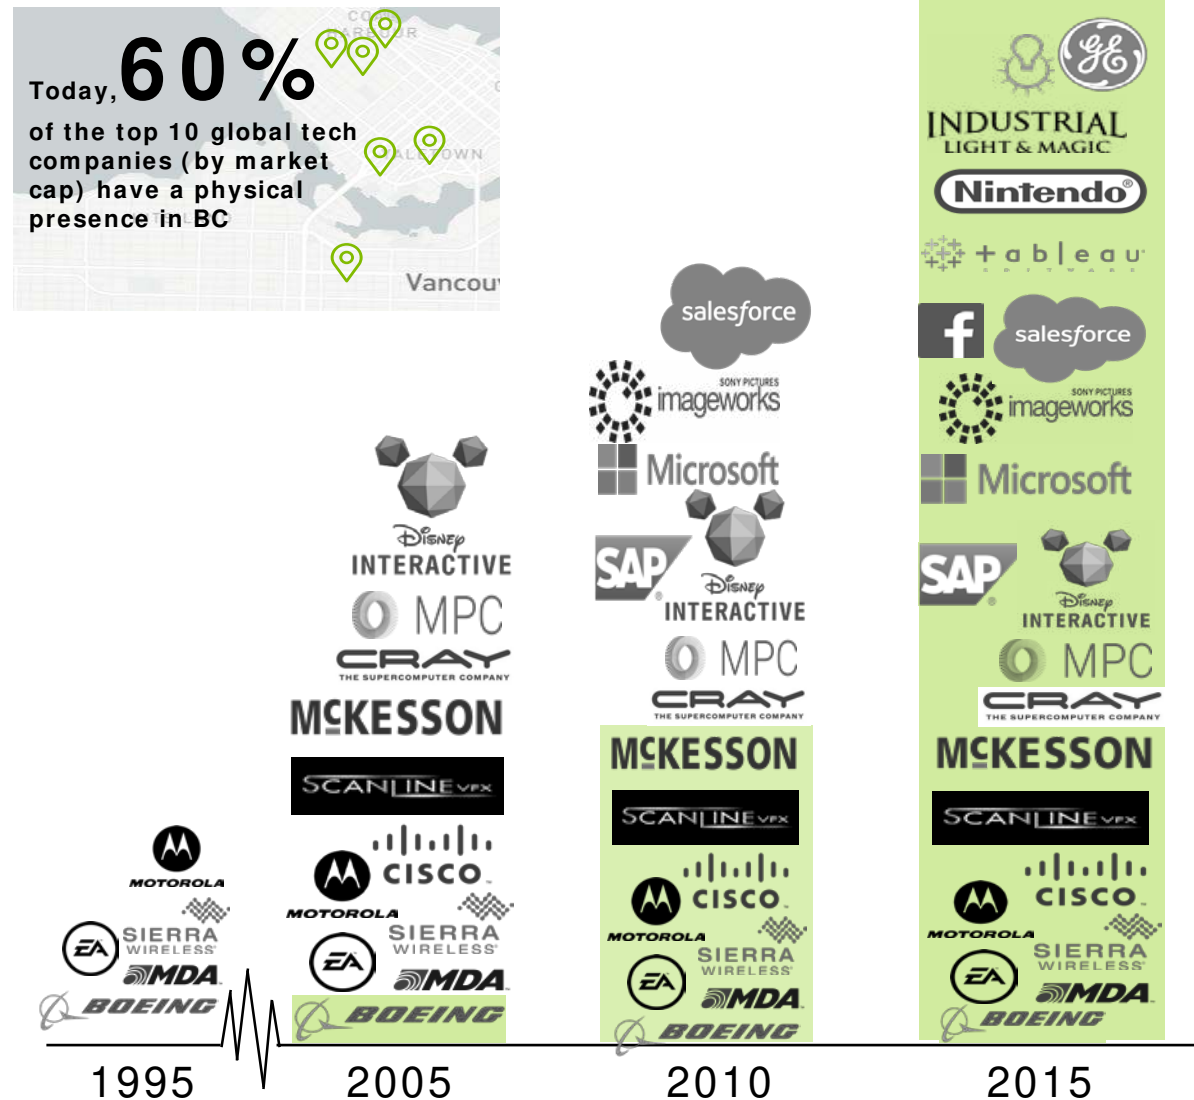 Today, 60%
of the top 10 global tech
companies (by market
cap) have a physical
presence in BC
HARBOUR
YALETOWN
Vancou
MOTOROLA
EA
SIERRA
WIRELESS
MDA
BOEING
1995
Disney
INTERACTIVE
MPC
CRAY
THE SUPERCOMPUTER COMPANY
McKESSON
SCANLINE VFX
CISCO
MOTOROLA
SIERRA
WIRELESS
EA
MDA
BOEING
2005
salesforce
SONY PICTURES
imageworks
Microsoft
SAP
Disney
INTERACTIVE
MPC
CRAY
THE SUPERCOMPUTER COMPANY
McKESSON
SCANLINE VFX
CISCO
MOTOROLA
SIERRA
WIRELESS
EA
MDA
BOEING
2010
GE
INDUSTRIAL
LIGHT & MAGIC
Nintendo®
+ableau
SOFTWARE
f
salesforce
SONY PICTURES
imageworks
Microsoft
SAP
Disney
INTERACTIVE
MPC
CRAY
THE SUPERCOMPUTER COMPANY
McKESSON
SCANLINE VFX
CISCO
MOTOROLA
SIERRA
WIRELESS
EA
MDA
BOEING
2015